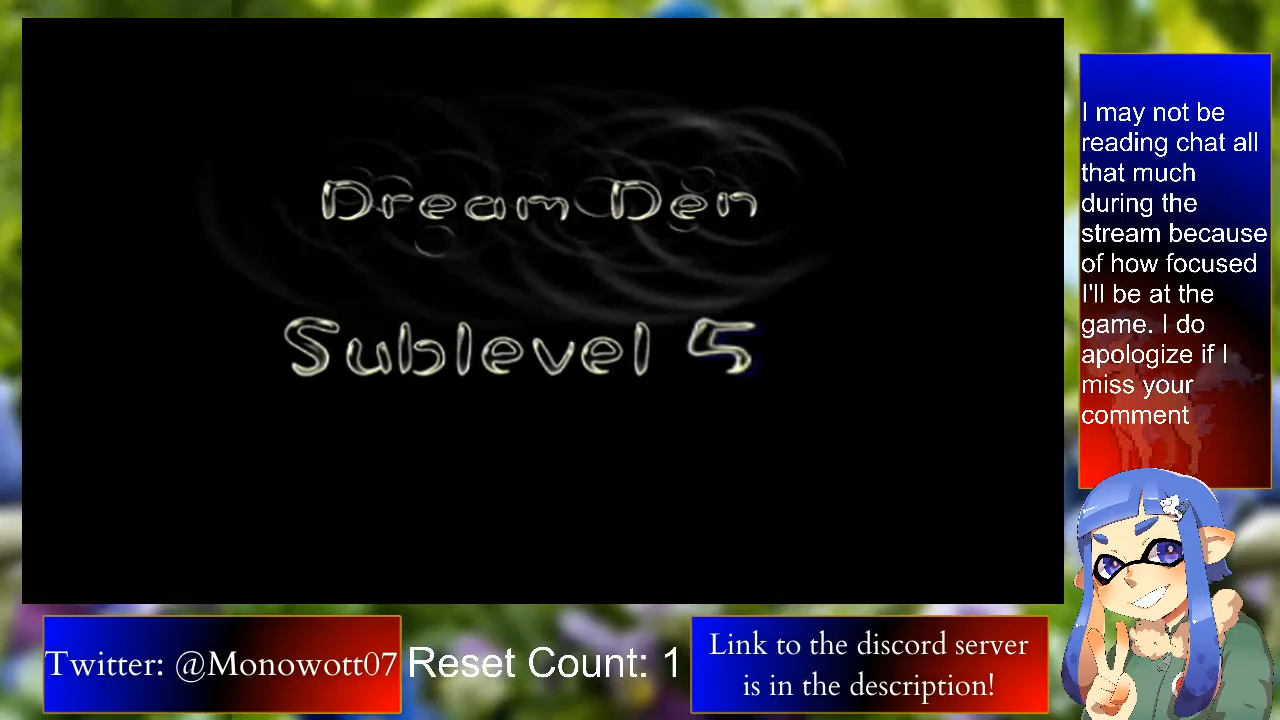 Dream Den
Sublevel 5
I may not be
reading chat all
that much
during the
stream because
of how focused
I'll be at the
game. I do
apologize if I
miss your
comment
Twitter: @Monowott07
Reset Count: 1
Link to the discord server
is in the description!